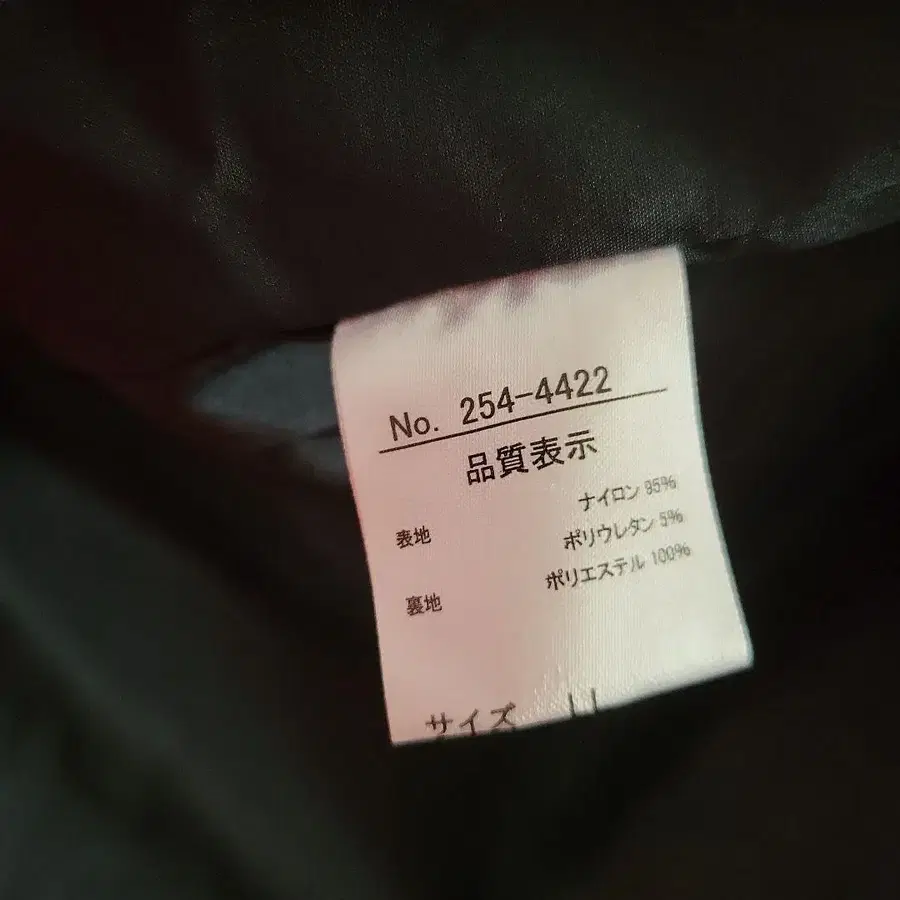 No. 254-4422
品質表示
ナイロン 95%
表地
ポリウレタン 5%
ポリエステル 100%
裏地
サイズ